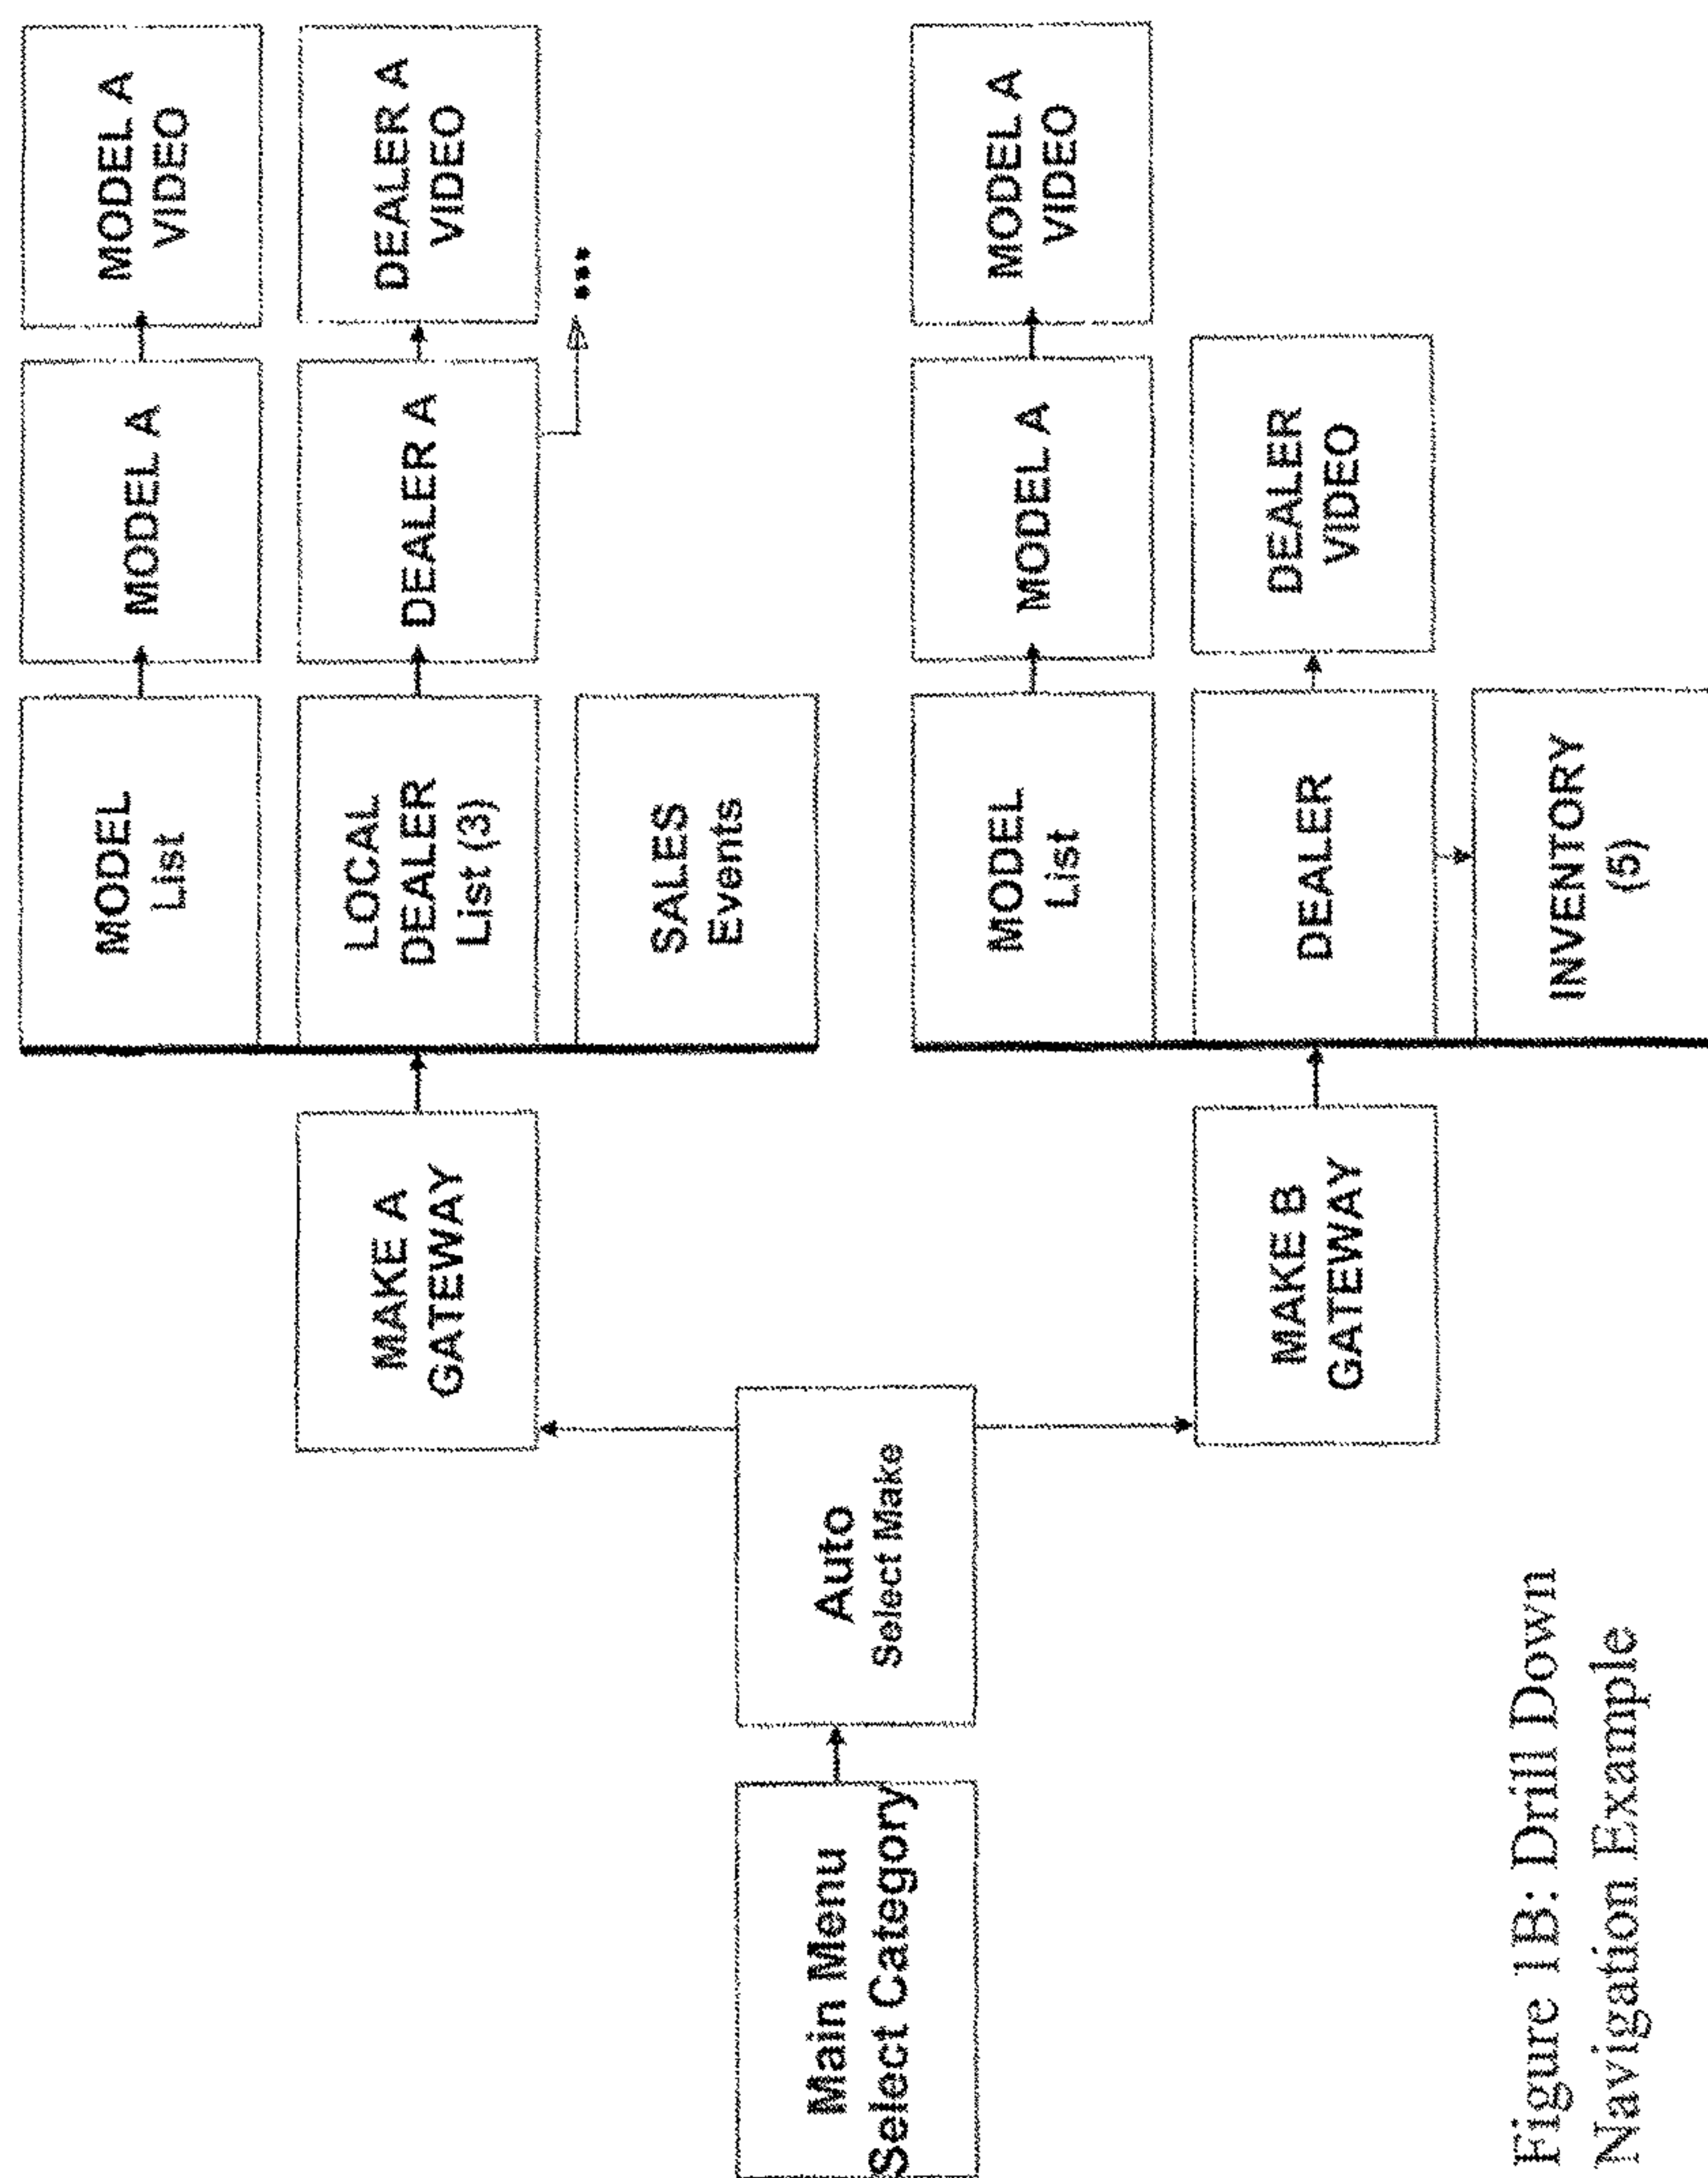 Main Menu
Select Category
Auto
Select Make
MAKE A
GATEWAY
MODEL
List
MODEL A
MODEL A
VIDEO
LOCAL
DEALER
List (3)
DEALER A
DEALER A
VIDEO
•••
SALES
Events
MAKE B
GATEWAY
MODEL
List
MODEL A
MODEL A
VIDEO
DEALER
DEALER
VIDEO
INVENTORY
(5)
Figure 1B: Drill Down
Navigation Example